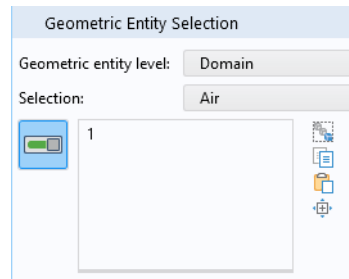 Geometric Entity Selection
Geometric entity level: Domain
Selection: Air
1